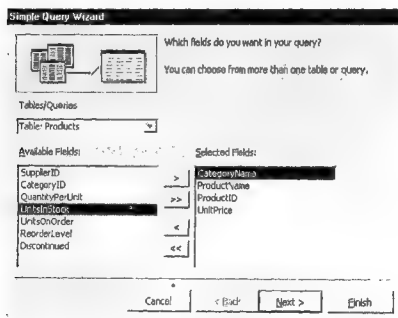 Simple Query Wizard
Which fields do you want in your query?
You can choose from more than one table or query.
Tables/Queries
Table: Products
Available Fields:
Selected Fields:
SupplierID
CategoryID
QuantityPerUnit
UnitsInStock
UnitsOnOrder
ReorderLevel
Discontinued
>
>>
<
<<
CategoryName
ProductName
ProductID
UnitPrice
Cancel
< Back
Next >
Finish